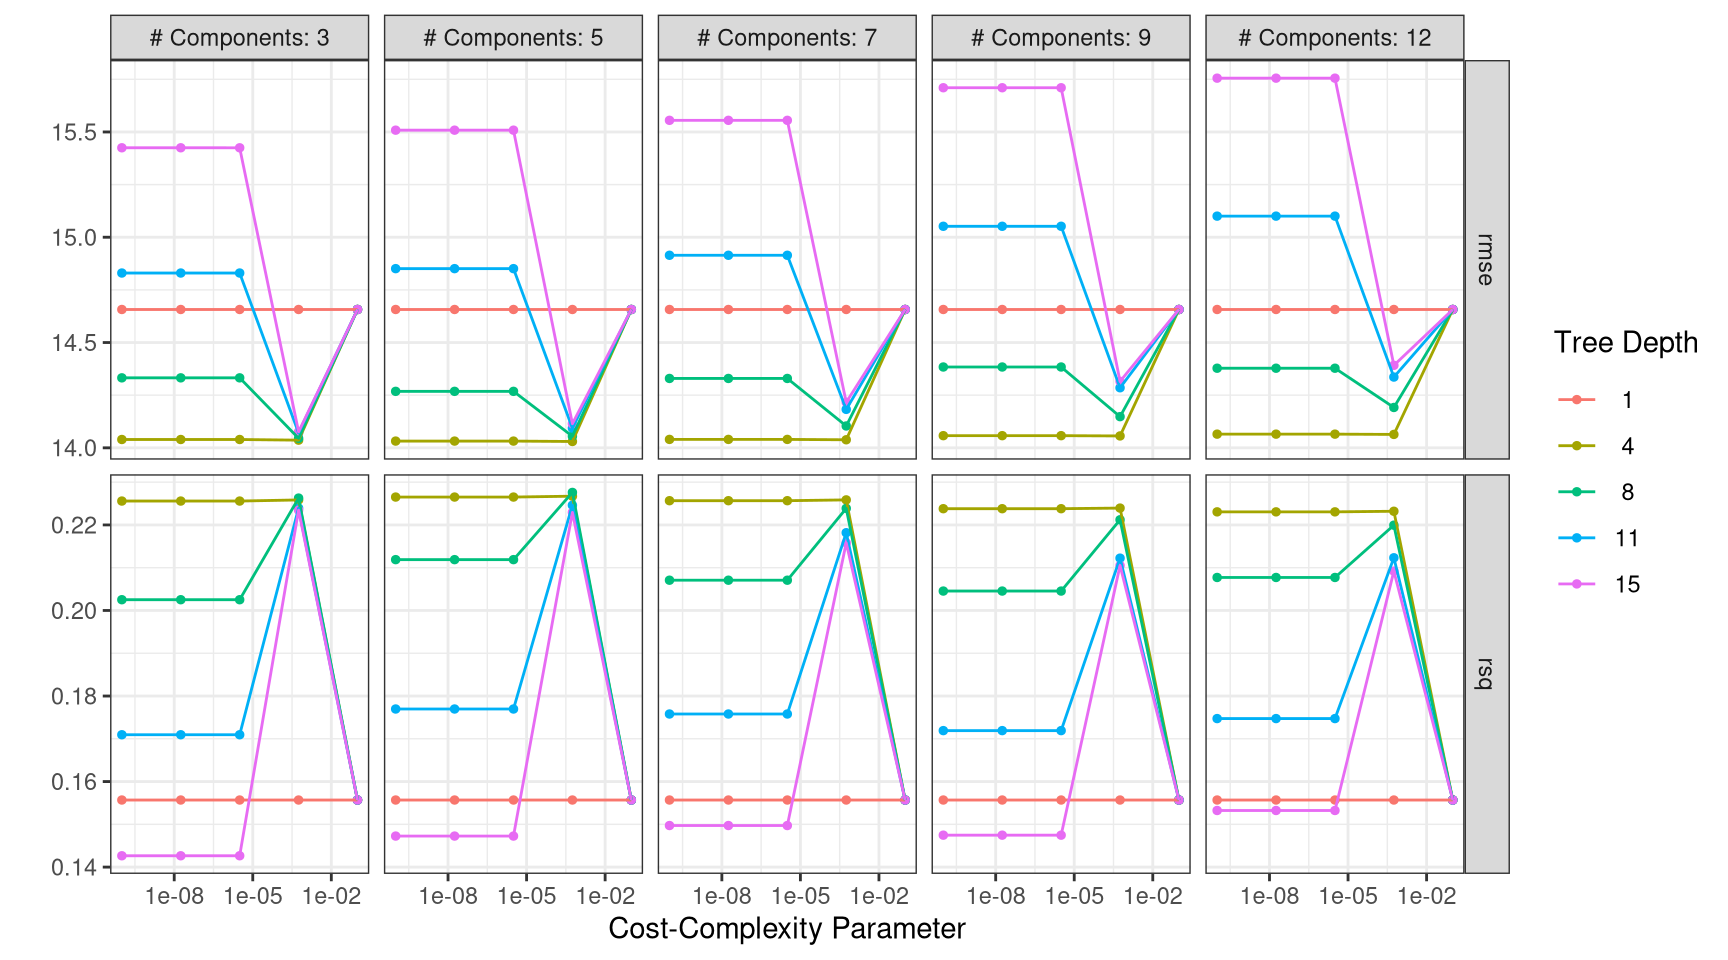 # Components: 3
# Components: 5
# Components: 7
# Components: 9
# Components: 12
15.5
15.0
14.5
14.0
rmse
0.22
0.20
0.18
0.16
0.14
rsq
1e-08 1e-05 1e-02
1e-08 1e-05 1e-02
1e-08 1e-05 1e-02
1e-08 1e-05 1e-02
1e-08 1e-05 1e-02
Cost-Complexity Parameter
Tree Depth
1
4
8
11
15